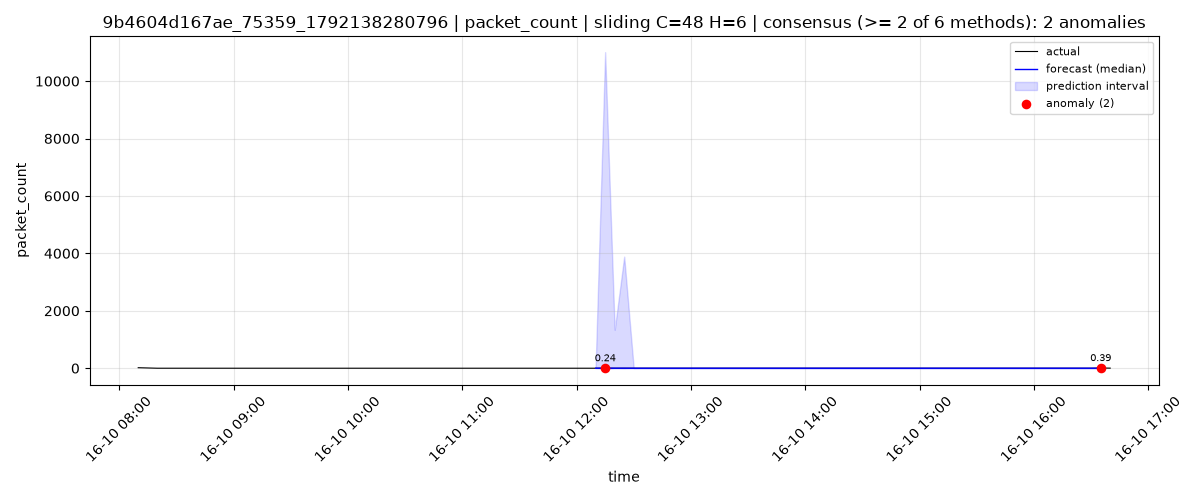 9b4604d167ae_75359_1792138280796 | packet_count | sliding C=48 H=6 | consensus (>= 2 of 6 methods): 2 anomalies
actual
forecast (median)
prediction interval
anomaly (2)
packet_count
10000
8000
6000
4000
2000
0
0.24
0.39
16-10 08:00
16-10 09:00
16-10 10:00
16-10 11:00
16-10 12:00
16-10 13:00
16-10 14:00
16-10 15:00
16-10 16:00
16-10 17:00
time